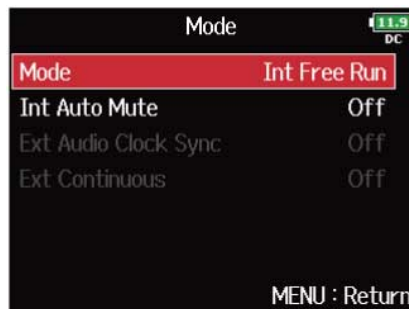 Mode
11.9
DC
Mode Int Free Run
Int Auto Mute Off
Ext Audio Clock Sync Off
Ext Continuous Off
MENU : Return